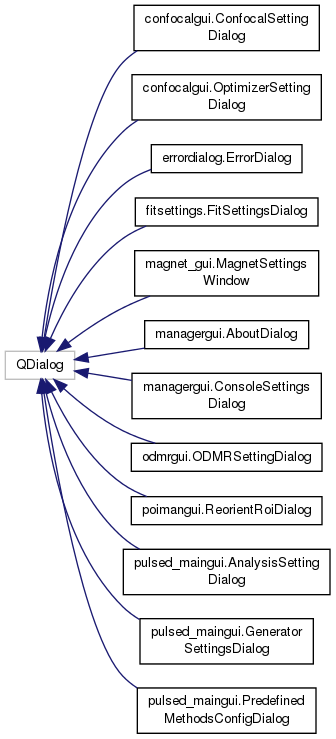 confocalgui.ConfocalSetting
Dialog
confocalgui.OptimizerSetting
Dialog
errordialog.ErrorDialog
fitsettings.FitSettingsDialog
magnet_gui.MagnetSettings
Window
managergui.AboutDialog
QDialog
managergui.ConsoleSettings
Dialog
odmrgui.ODMRSettingDialog
poimangui.ReorientRoiDialog
pulsed_maingui.AnalysisSetting
Dialog
pulsed_maingui.Generator
SettingsDialog
pulsed_maingui.Predefined
MethodsConfigDialog